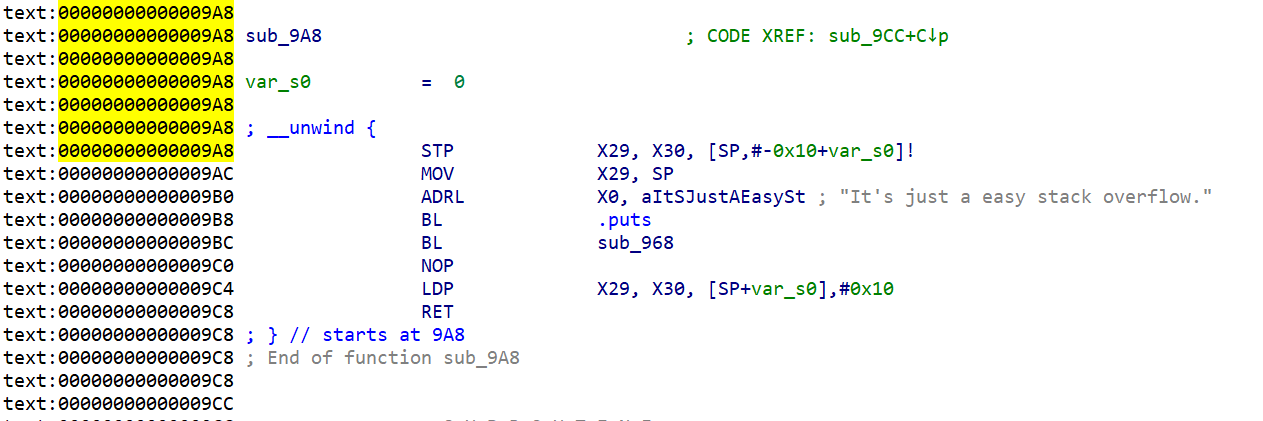 text:00000000000009A8
text:00000000000009A8 sub_9A8 ; CODE XREF: sub_9CC+C↓p
text:00000000000009A8
text:00000000000009A8 var_s0 = 0
text:00000000000009A8
text:00000000000009A8 ; __unwind {
text:00000000000009A8 STP X29, X30, [SP,#-0x10+var_s0]!
text:00000000000009AC MOV X29, SP
text:00000000000009B0 ADRL X0, aItSJustAEasySt ; "It's just a easy stack overflow."
text:00000000000009B8 BL .puts
text:00000000000009BC BL sub_968
text:00000000000009C0 NOP
text:00000000000009C4 LDP X29, X30, [SP+var_s0],#0x10
text:00000000000009C8 RET
text:00000000000009C8 ; } // starts at 9A8
text:00000000000009C8 ; End of function sub_9A8
text:00000000000009C8
text:00000000000009CC